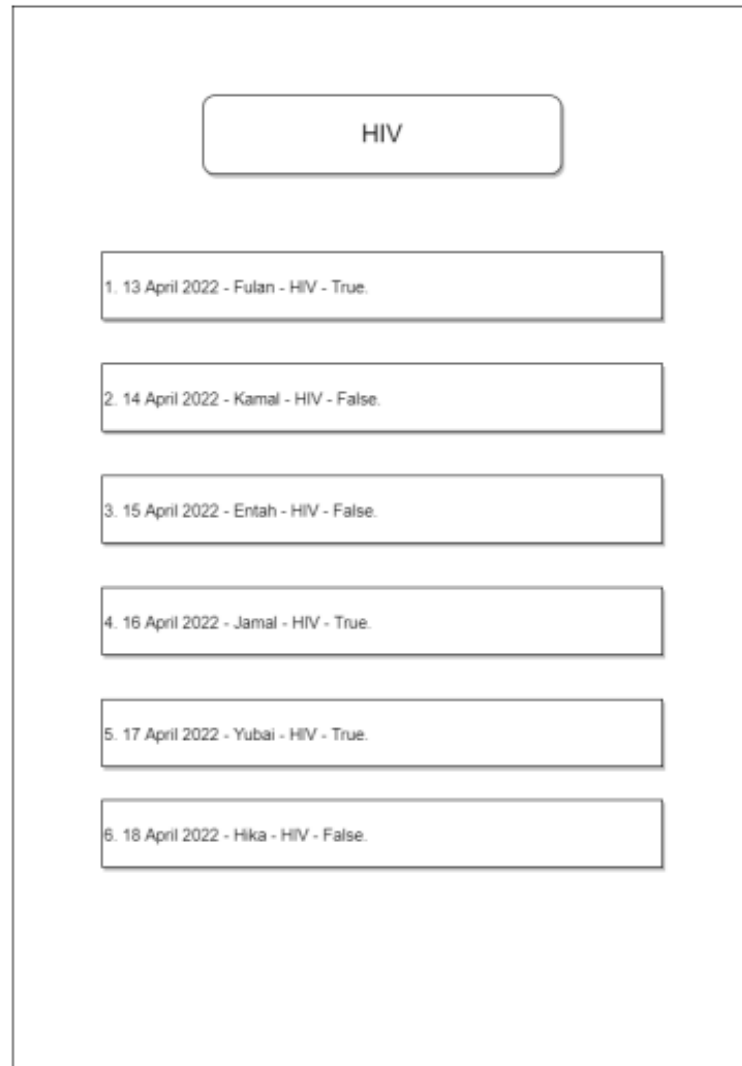 HIV
1. 13 April 2022 - Fulan - HIV - True.
2. 14 April 2022 - Kamal - HIV - False.
3. 15 April 2022 - Entah - HIV - False.
4. 16 April 2022 - Jamal - HIV - True.
5. 17 April 2022 - Yubai - HIV - True.
6. 18 April 2022 - Hika - HIV - False.